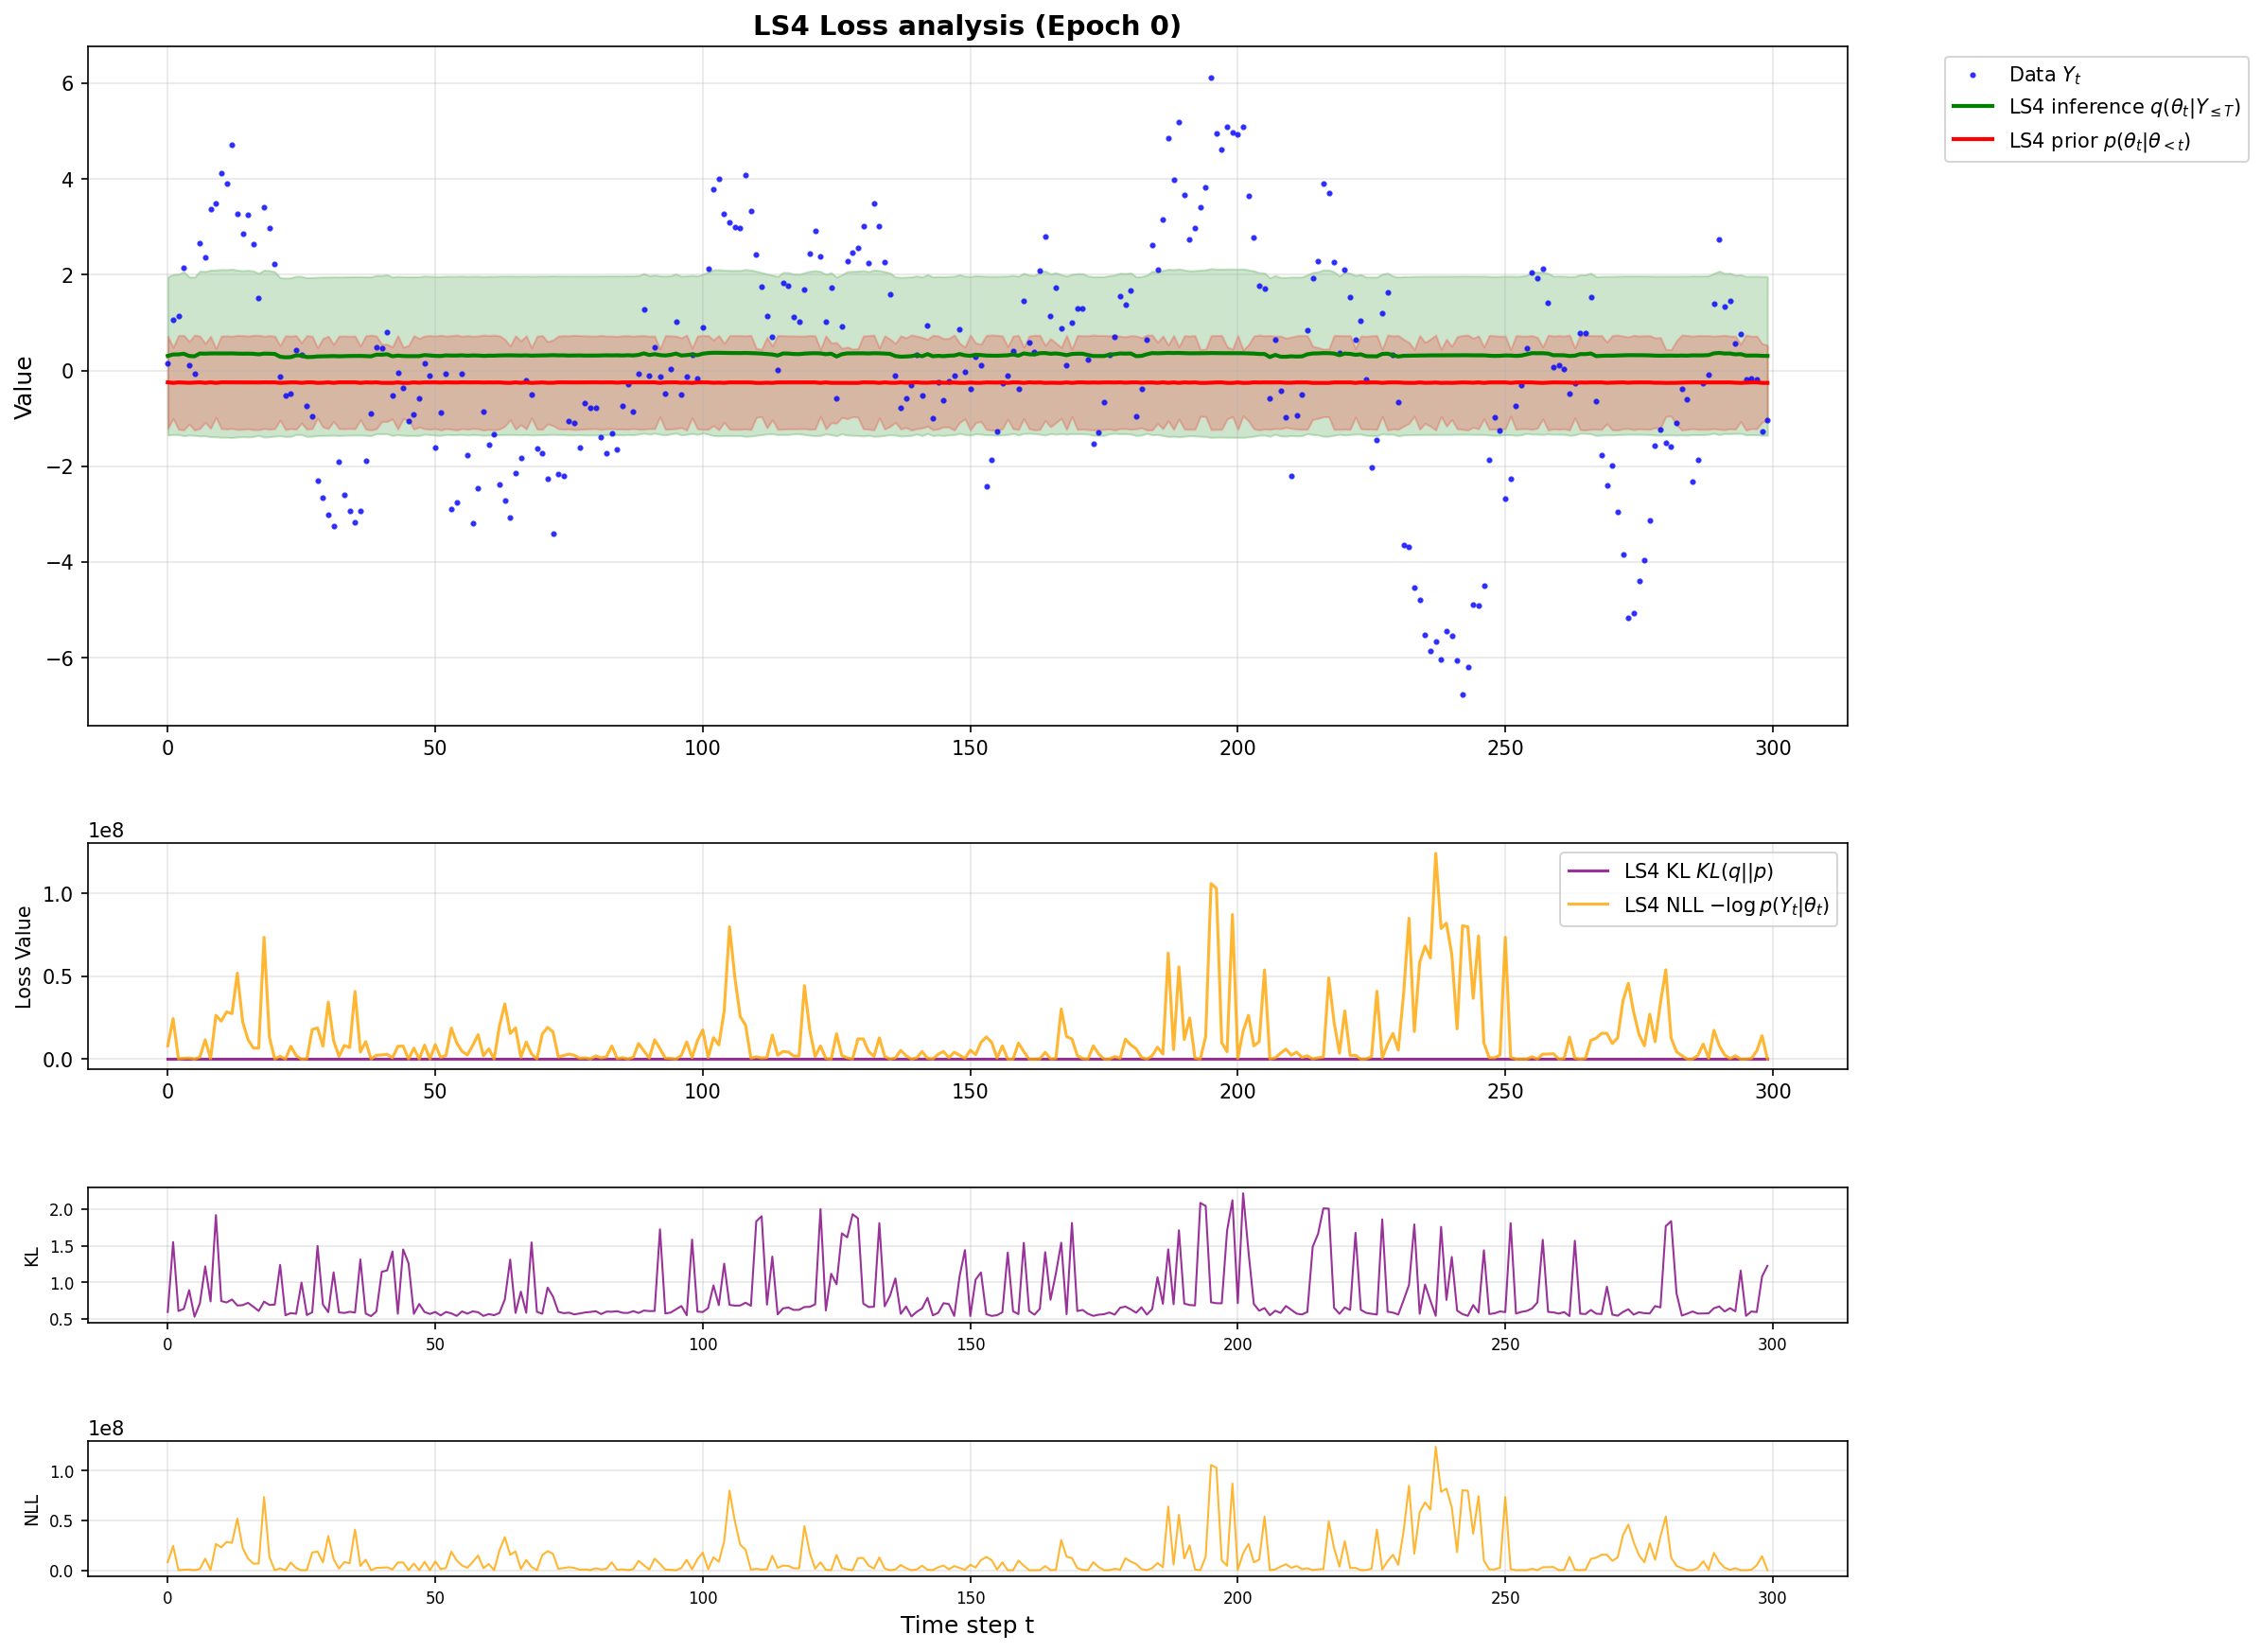 LS4 Loss analysis (Epoch 0)
Value
6
4
2
0
−2
−4
−6
0 50 100 150 200 250 300
Data Y_t
LS4 inference q(θ_t|Y_{≤T})
LS4 prior p(θ_t|θ_{<t})
1e8
Loss Value
1.0
0.5
0.0
0 50 100 150 200 250 300
LS4 KL KL(q||p)
LS4 NLL −log p(Y_t|θ_t)
KL
2.0
1.5
1.0
0.5
0 50 100 150 200 250 300
1e8
NLL
1.0
0.5
0.0
0 50 100 150 200 250 300
Time step t